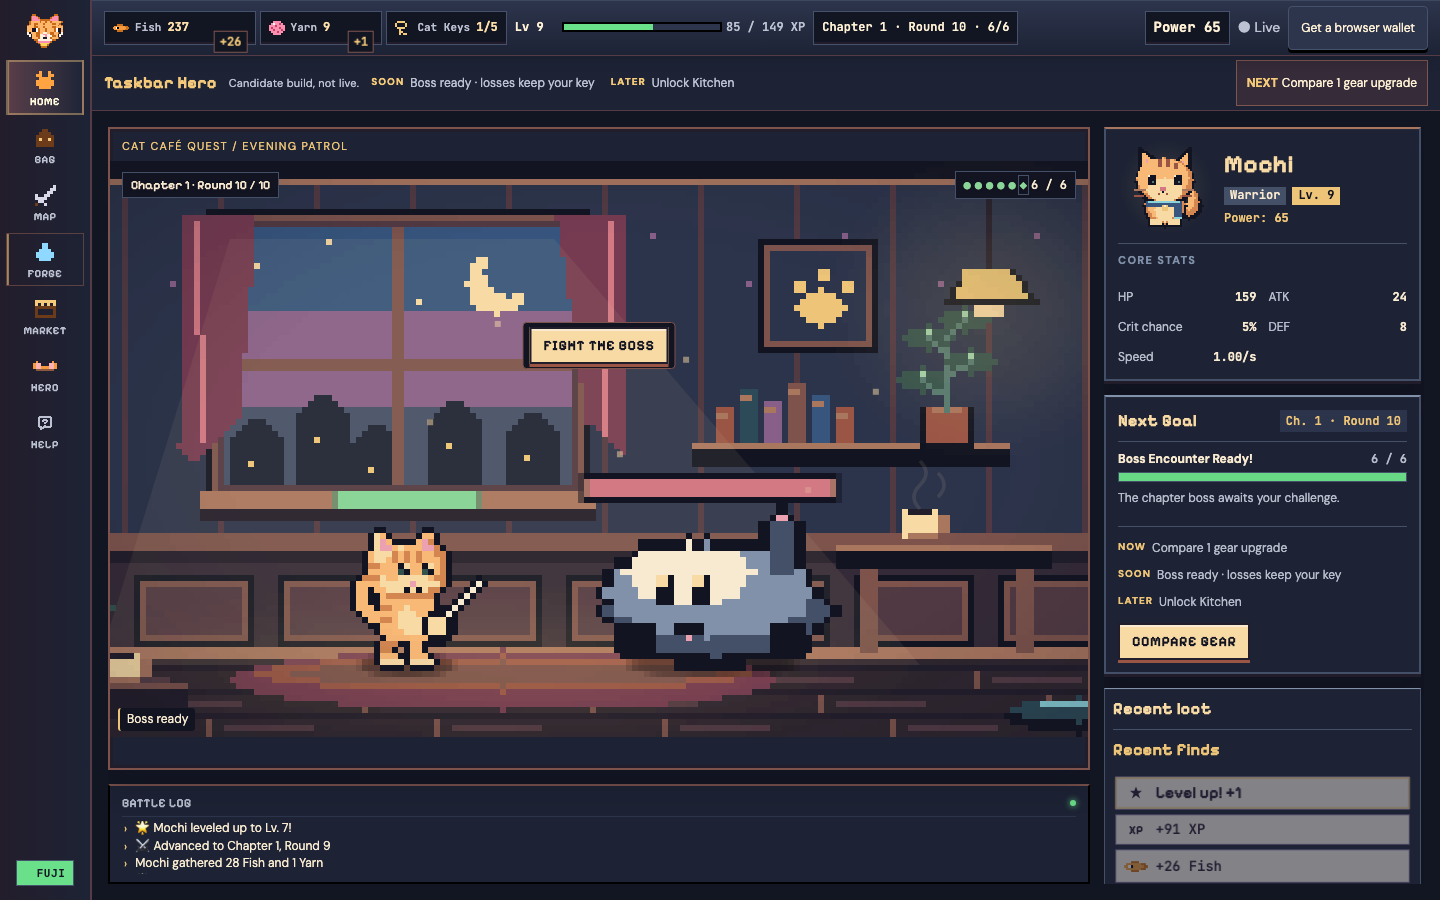 Fish 237
+26
Yarn 9
+1
Cat Keys 1/5
Lv 9
85 / 149 XP
Chapter 1 · Round 10 · 6/6
Power 65
Live
Get a browser wallet
Taskbar Hero
Candidate build, not live.
SOON Boss ready · losses keep your key
LATER Unlock Kitchen
NEXT Compare 1 gear upgrade
HOME
BAG
MAP
FORGE
MARKET
HERO
HELP
FUJI
CAT CAFÉ QUEST / EVENING PATROL
Chapter 1 · Round 10 / 10
6 / 6
FIGHT THE BOSS
Boss ready
BATTLE LOG
› 🌟 Mochi leveled up to Lv. 7!
› ⚔️ Advanced to Chapter 1, Round 9
› Mochi gathered 28 Fish and 1 Yarn
Mochi
Warrior Lv. 9
Power: 65
CORE STATS
HP 159 ATK 24
Crit chance 5% DEF 8
Speed 1.00/s
Next Goal
Ch. 1 · Round 10
Boss Encounter Ready! 6 / 6
The chapter boss awaits your challenge.
NOW Compare 1 gear upgrade
SOON Boss ready · losses keep your key
LATER Unlock Kitchen
COMPARE GEAR
Recent loot
Recent finds
★ Level up! +1
XP +91 XP
+26 Fish